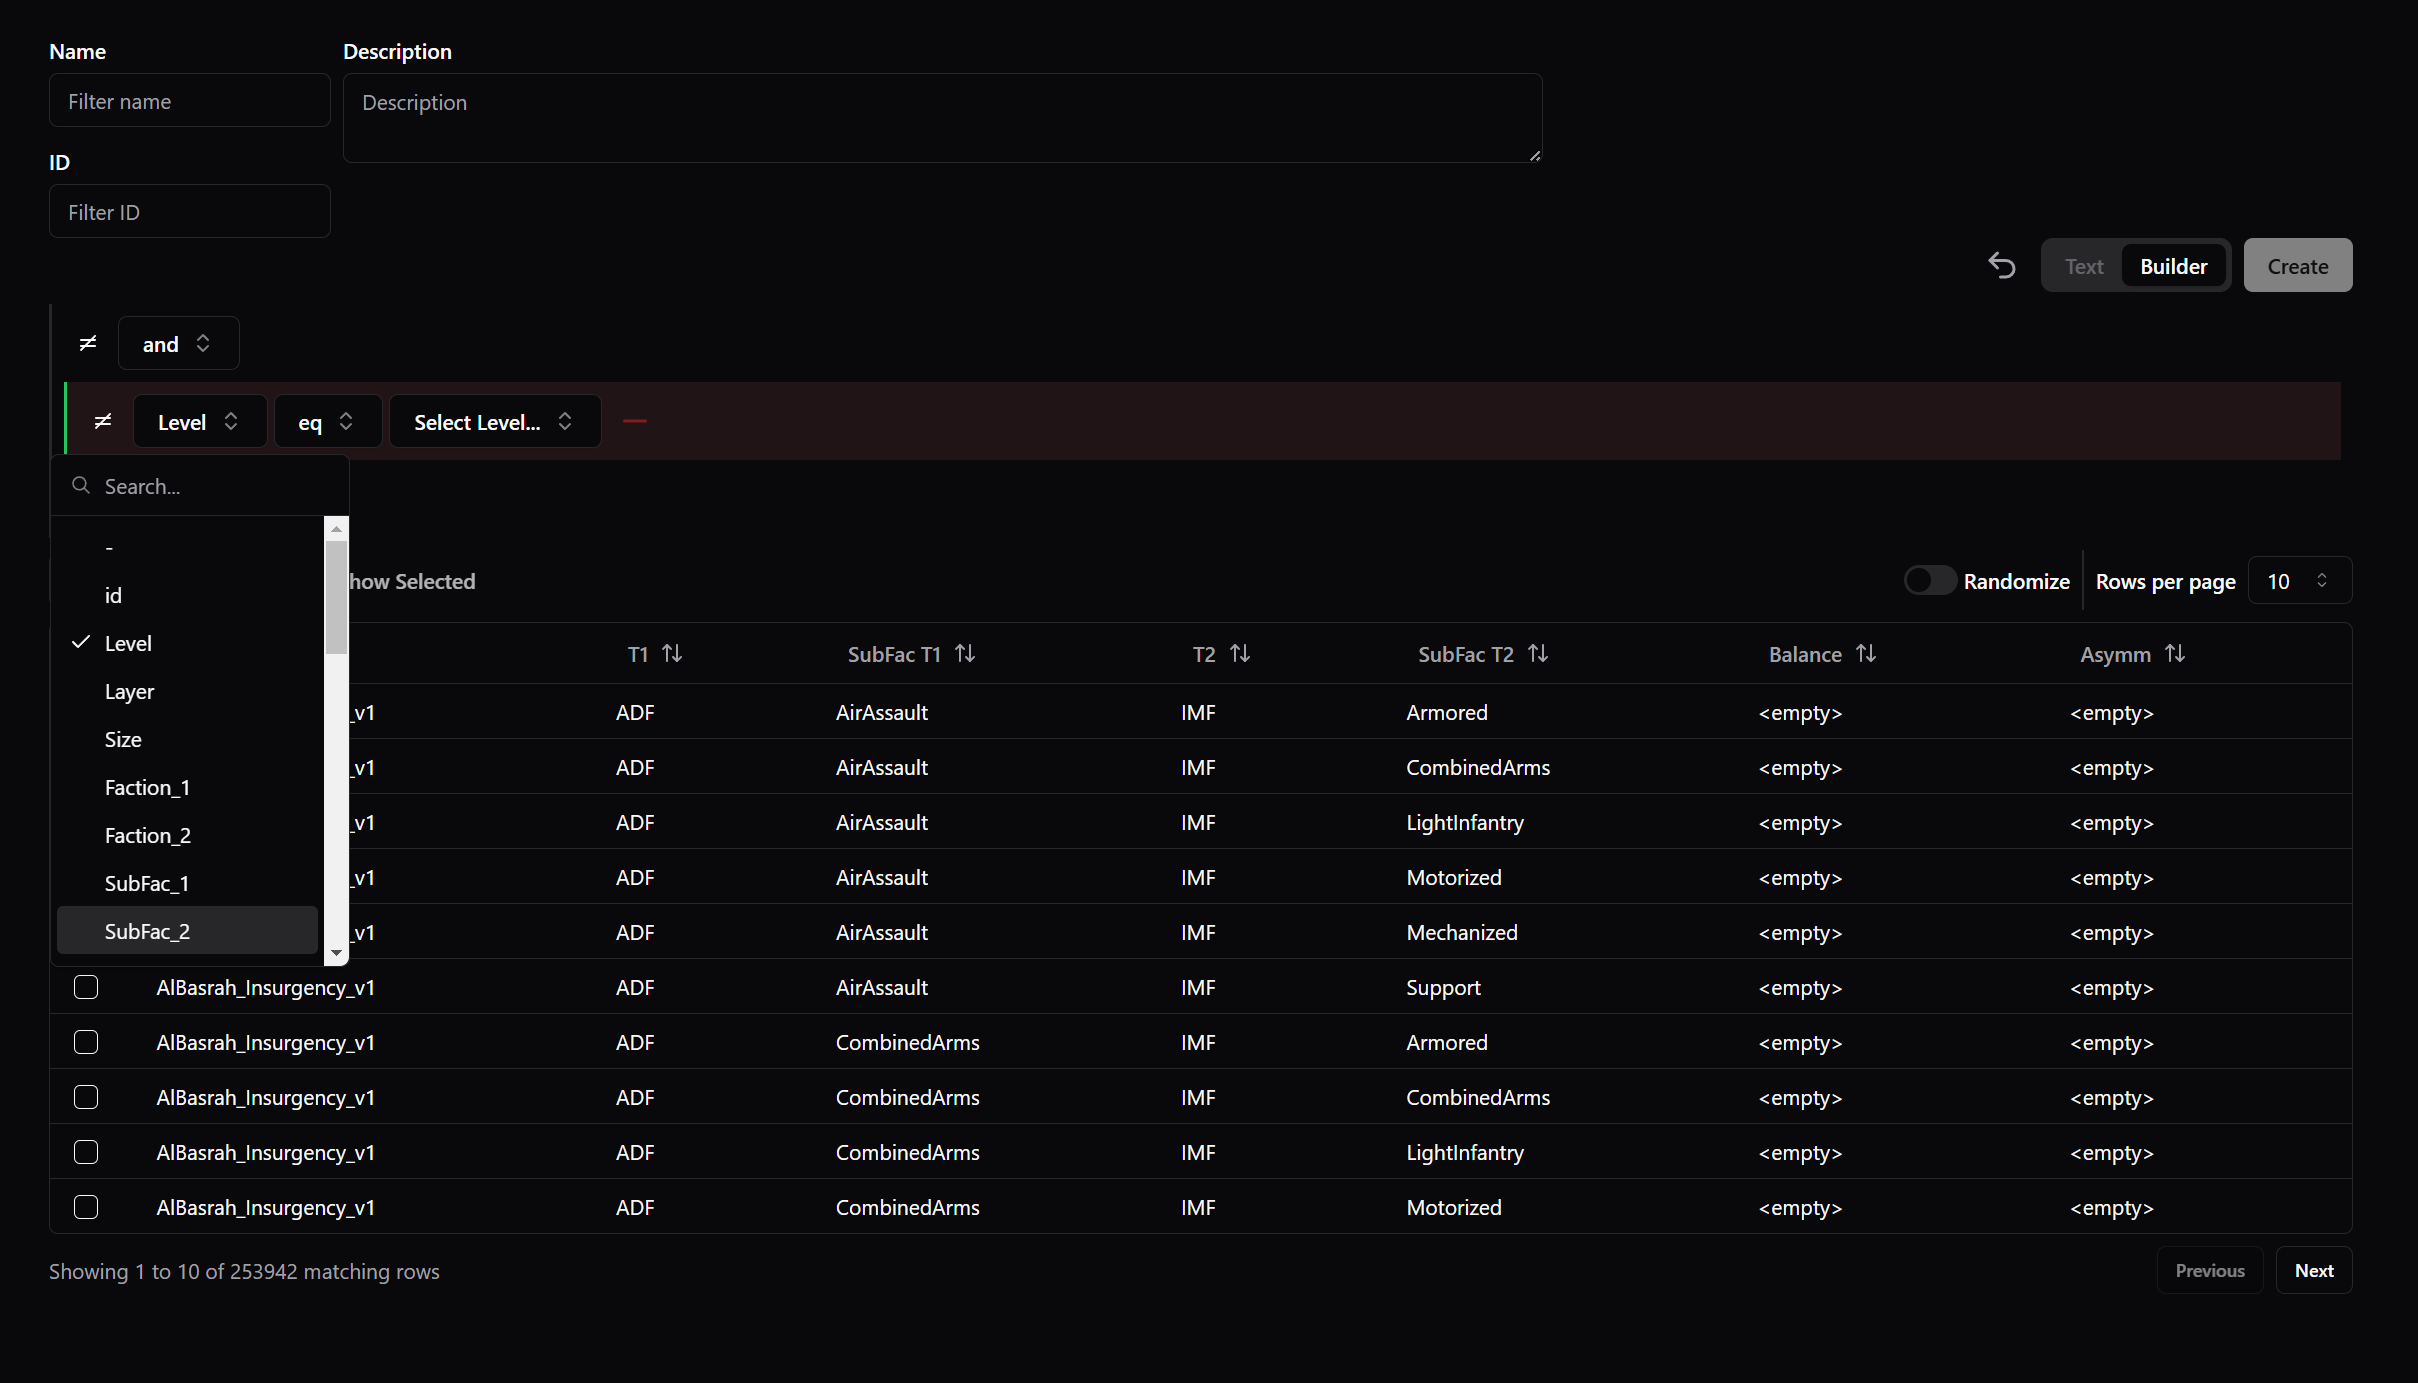 Name
Description
Filter name
Description
ID
Filter ID
Text Builder Create
≠ and
≠ Level eq Select Level...
Search...
-
id
Level
Layer
Size
Faction_1
Faction_2
SubFac_1
SubFac_2
how Selected
Randomize Rows per page 10
T1 SubFac T1 T2 SubFac T2 Balance Asymm
_v1 ADF AirAssault IMF Armored <empty> <empty>
_v1 ADF AirAssault IMF CombinedArms <empty> <empty>
_v1 ADF AirAssault IMF LightInfantry <empty> <empty>
_v1 ADF AirAssault IMF Motorized <empty> <empty>
_v1 ADF AirAssault IMF Mechanized <empty> <empty>
AlBasrah_Insurgency_v1 ADF AirAssault IMF Support <empty> <empty>
AlBasrah_Insurgency_v1 ADF CombinedArms IMF Armored <empty> <empty>
AlBasrah_Insurgency_v1 ADF CombinedArms IMF CombinedArms <empty> <empty>
AlBasrah_Insurgency_v1 ADF CombinedArms IMF LightInfantry <empty> <empty>
AlBasrah_Insurgency_v1 ADF CombinedArms IMF Motorized <empty> <empty>
Showing 1 to 10 of 253942 matching rows
Previous Next